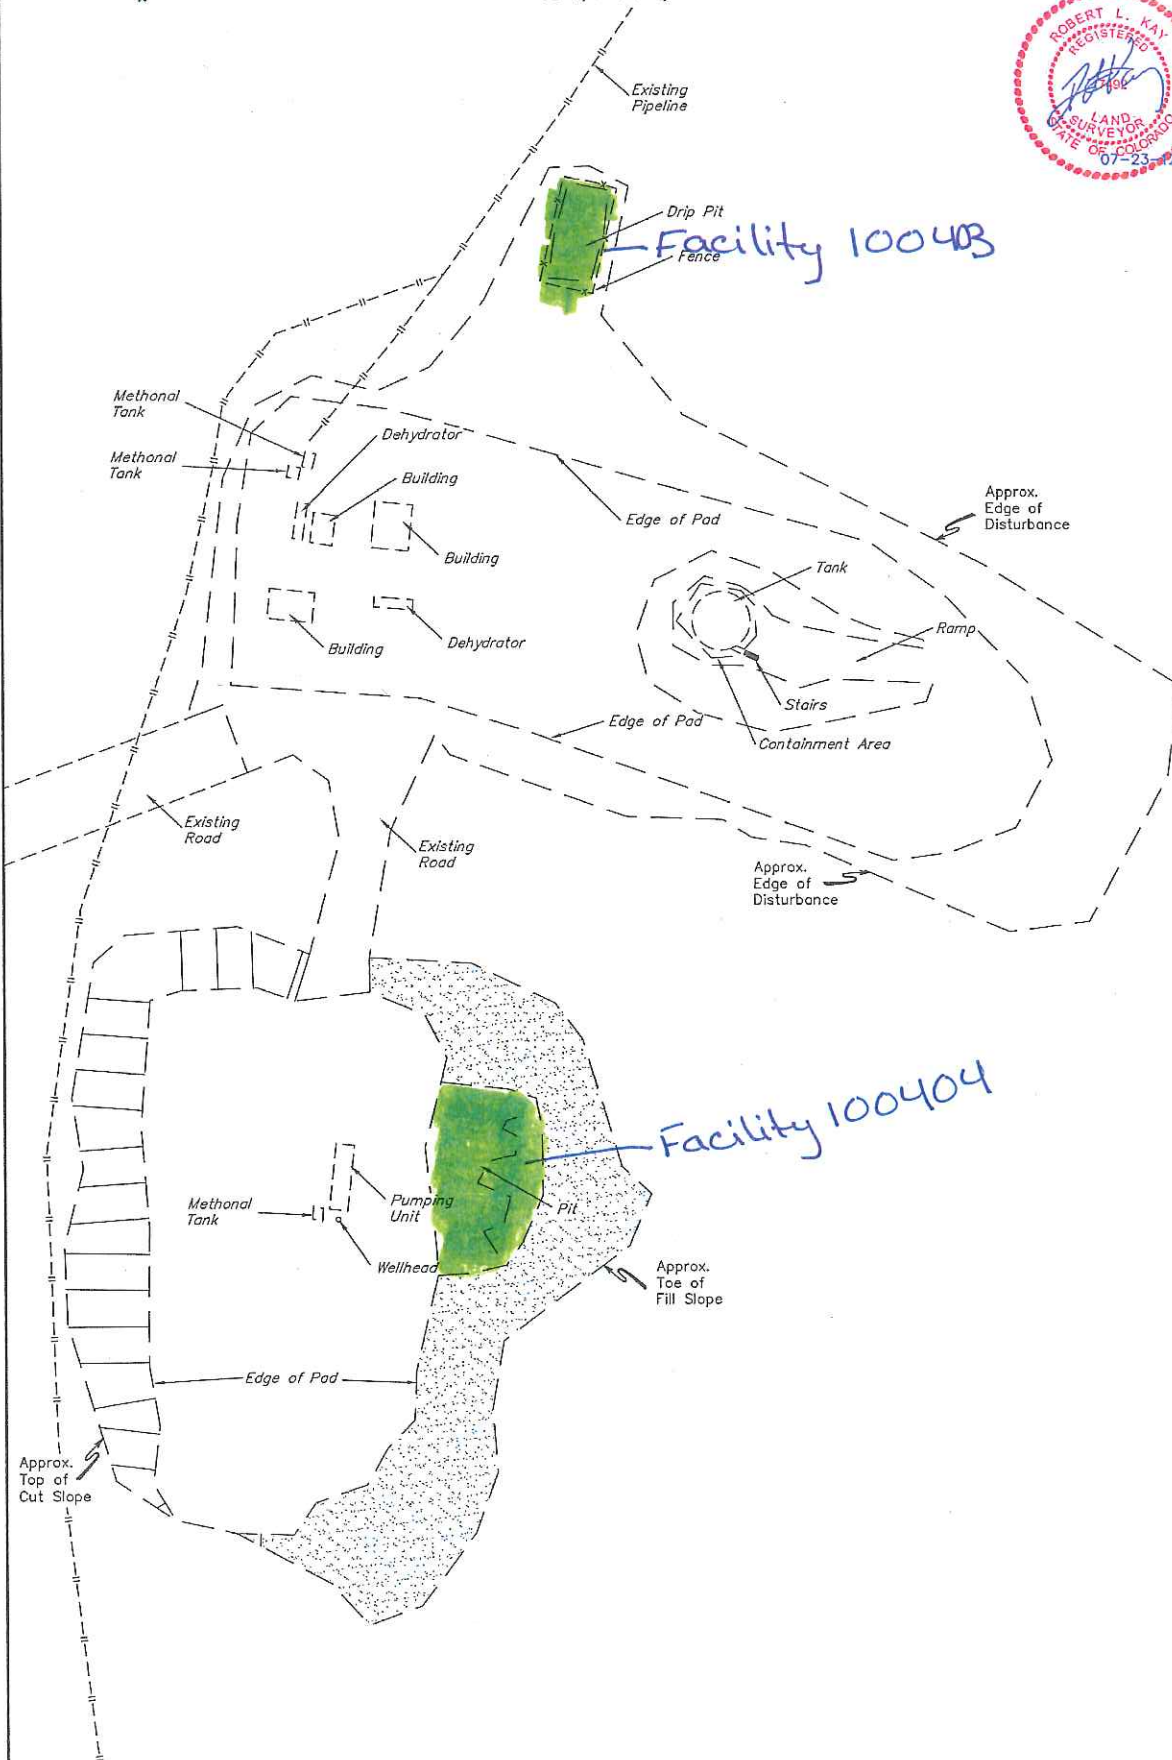 ROBERT L. KAY
REGISTERED
LAND
SURVEYOR
STATE OF COLORADO
Existing
Pipeline
Drip Pit
Facility 100403
Fence
Methonal
Tank
Methonal
Tank
Dehydrator
Building
Building
Edge of Pad
Approx.
Edge of
Disturbance
Tank
Ramp
Building
Dehydrator
Stairs
Edge of Pad
Containment Area
Existing
Road
Existing
Road
Approx.
Edge of
Disturbance
Facility 100404
Methonal
Tank
Pumping
Unit
Pit
Wellhead
Approx.
Toe of
Fill Slope
Edge of Pad
Approx.
Top of
Cut Slope